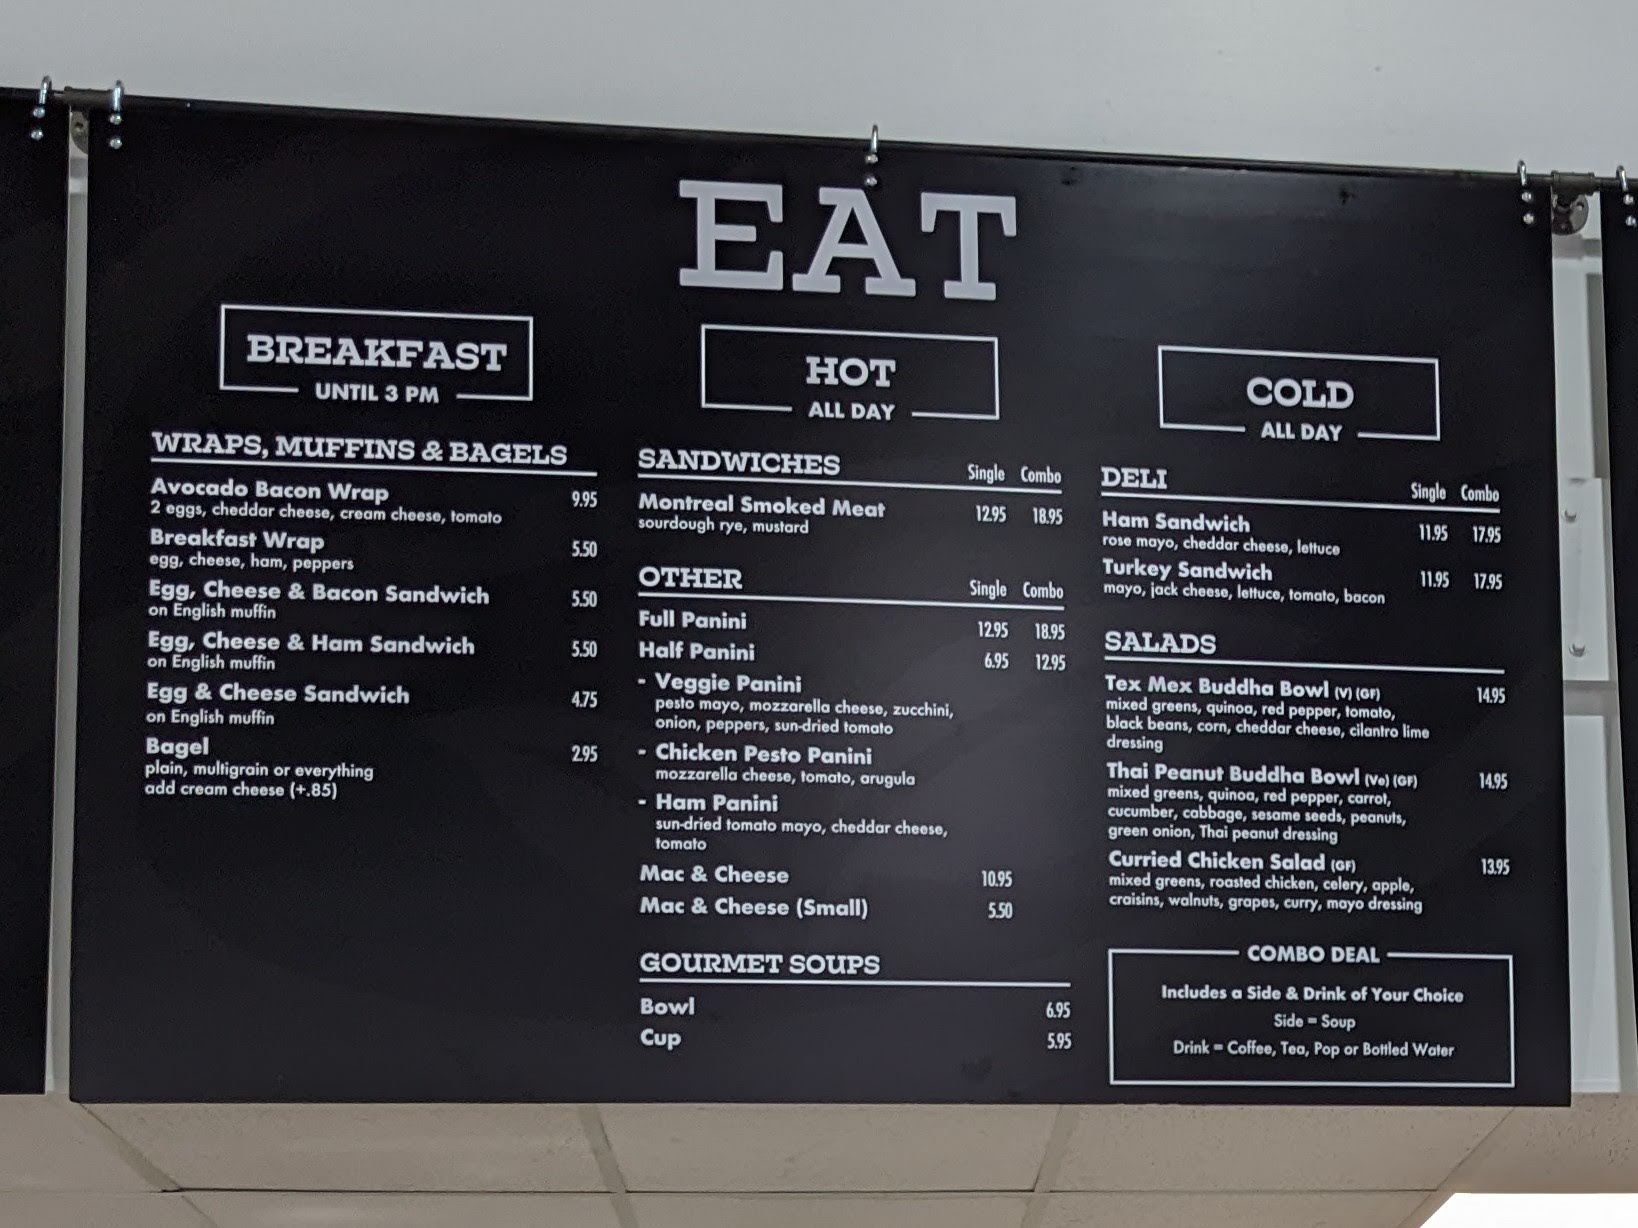 EAT
BREAKFAST
UNTIL 3 PM
WRAPS, MUFFINS & BAGELS
Avocado Bacon Wrap 9.95
2 eggs, cheddar cheese, cream cheese, tomato
Breakfast Wrap 5.50
egg, cheese, ham, peppers
Egg, Cheese & Bacon Sandwich 5.50
on English muffin
Egg, Cheese & Ham Sandwich 5.50
on English muffin
Egg & Cheese Sandwich 4.75
on English muffin
Bagel 2.95
plain, multigrain or everything
add cream cheese (+.85)
HOT
ALL DAY
SANDWICHES Single Combo
Montreal Smoked Meat 12.95 18.95
sourdough rye, mustard
OTHER Single Combo
Full Panini 12.95 18.95
Half Panini 6.95 12.95
- Veggie Panini
pesto mayo, mozzarella cheese, zucchini,
onion, peppers, sun-dried tomato
- Chicken Pesto Panini
mozzarella cheese, tomato, arugula
- Ham Panini
sun-dried tomato mayo, cheddar cheese,
tomato
Mac & Cheese 10.95
Mac & Cheese (Small) 5.50
GOURMET SOUPS
Bowl 6.95
Cup 5.95
COLD
ALL DAY
DELI Single Combo
Ham Sandwich 11.95 17.95
rose mayo, cheddar cheese, lettuce
Turkey Sandwich 11.95 17.95
mayo, jack cheese, lettuce, tomato, bacon
SALADS
Tex Mex Buddha Bowl (V) (GF) 14.95
mixed greens, quinoa, red pepper, tomato,
black beans, corn, cheddar cheese, cilantro lime
dressing
Thai Peanut Buddha Bowl (Ve) (GF) 14.95
mixed greens, quinoa, red pepper, carrot,
cucumber, cabbage, sesame seeds, peanuts,
green onion, Thai peanut dressing
Curried Chicken Salad (GF) 13.95
mixed greens, roasted chicken, celery, apple,
craisins, walnuts, grapes, curry, mayo dressing
COMBO DEAL
Includes a Side & Drink of Your Choice
Side = Soup
Drink = Coffee, Tea, Pop or Bottled Water